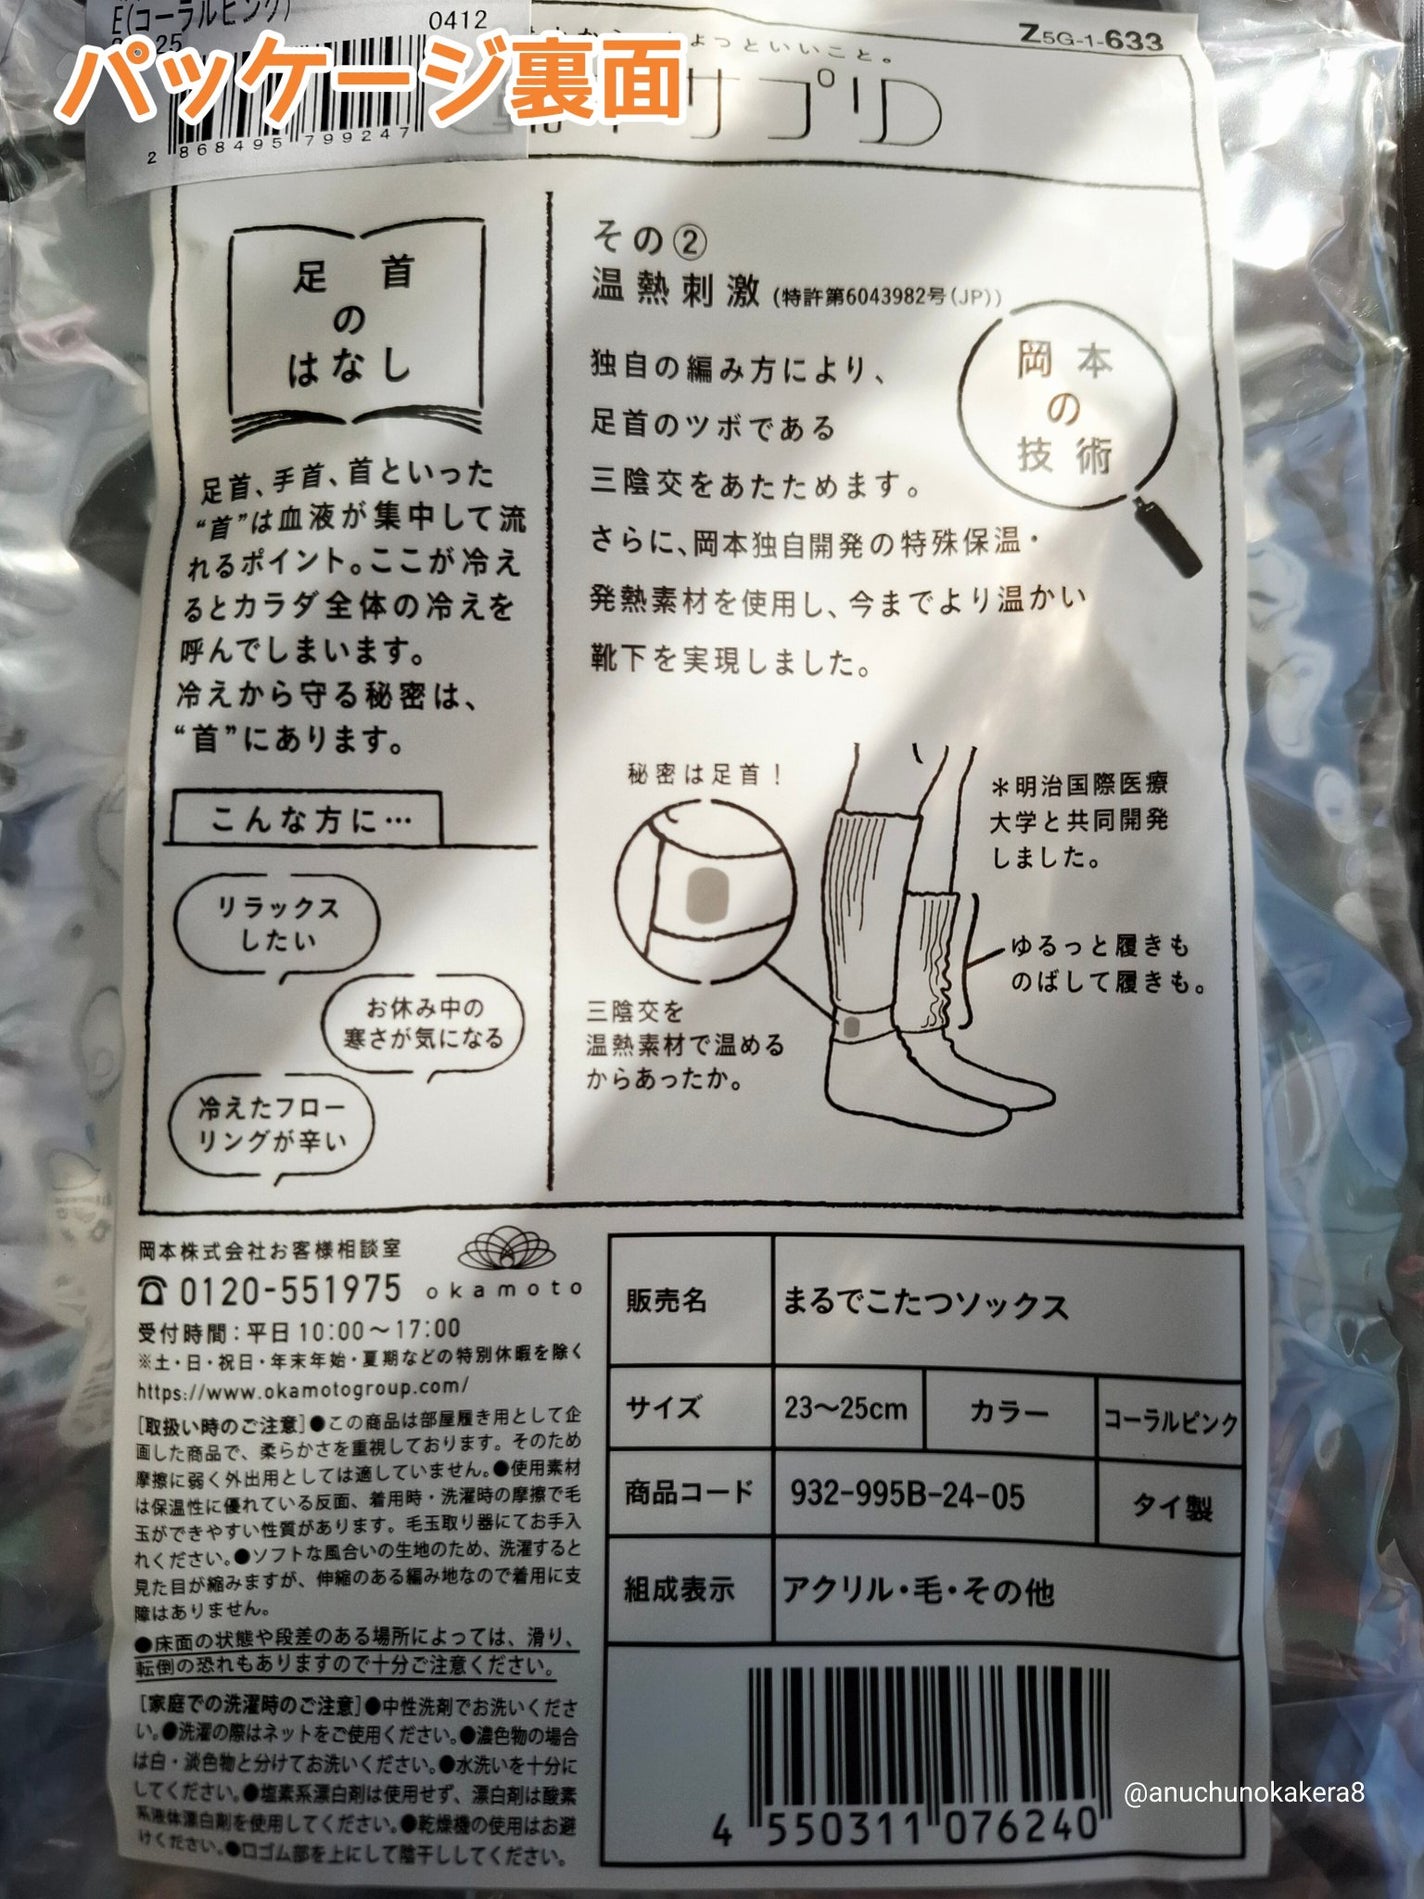 E(コーラルピンク)
0412
パッケージ裏面
2 868495 799247
ょっといいこと。
Z5G-1-633
サプリ
足首
の
はなし
足首、手首、首といった
“首”は血液が集中して流
れるポイント。ここが冷え
るとカラダ全体の冷えを
呼んでしまいます。
冷えから守る秘密は、
“首”にあります。
こんな方に…
リラックス
したい
お休み中の
寒さが気になる
冷えたフロー
リングが辛い
その②
温熱刺激 (特許第6043982号(JP))
岡本
の
技術
独自の編み方により、
足首のツボである
三陰交をあたためます。
さらに、岡本独自開発の特殊保温・
発熱素材を使用し、今までより温かい
靴下を実現しました。
秘密は足首！
三陰交を
温熱素材で温める
からあったか。
＊明治国際医療
大学と共同開発
しました。
ゆるっと履きも
のばして履きも。
岡本株式会社お客様相談室
☎0120-551975
okamoto
受付時間：平日10:00〜17:00
※土・日・祝日・年末年始・夏期などの特別休暇を除く
https://www.okamotogroup.com/
[取扱い時のご注意]●この商品は部屋履き用として企
画した商品で、柔らかさを重視しております。そのため
摩擦に弱く外出用としては適していません。●使用素材
は保温性に優れている反面、着用時・洗濯時の摩擦で毛
玉ができやすい性質があります。毛玉取り器にてお手入
れください。●ソフトな風合いの生地のため、洗濯すると
見た目が縮みますが、伸縮のある編み地なので着用に支
障はありません。
●床面の状態や段差のある場所によっては、滑り、
転倒の恐れもありますので十分ご注意ください。
[家庭での洗濯時のご注意]●中性洗剤でお洗いくださ
い。●洗濯の際はネットをご使用ください。●濃色物の場合
は白・淡色物と分けてお洗いください。●水洗いを十分に
してください。●塩素系漂白剤は使用せず、漂白剤は酸素
系液体漂白剤を使用してください。●乾燥機の使用はお避
けください。●口ゴム部を上にして陰干ししてください。
販売名 まるでこたつソックス
サイズ 23〜25cm カラー コーラルピンク
商品コード 932-995B-24-05 タイ製
組成表示 アクリル・毛・その他
4 550311 076240
@anuchunokakera8